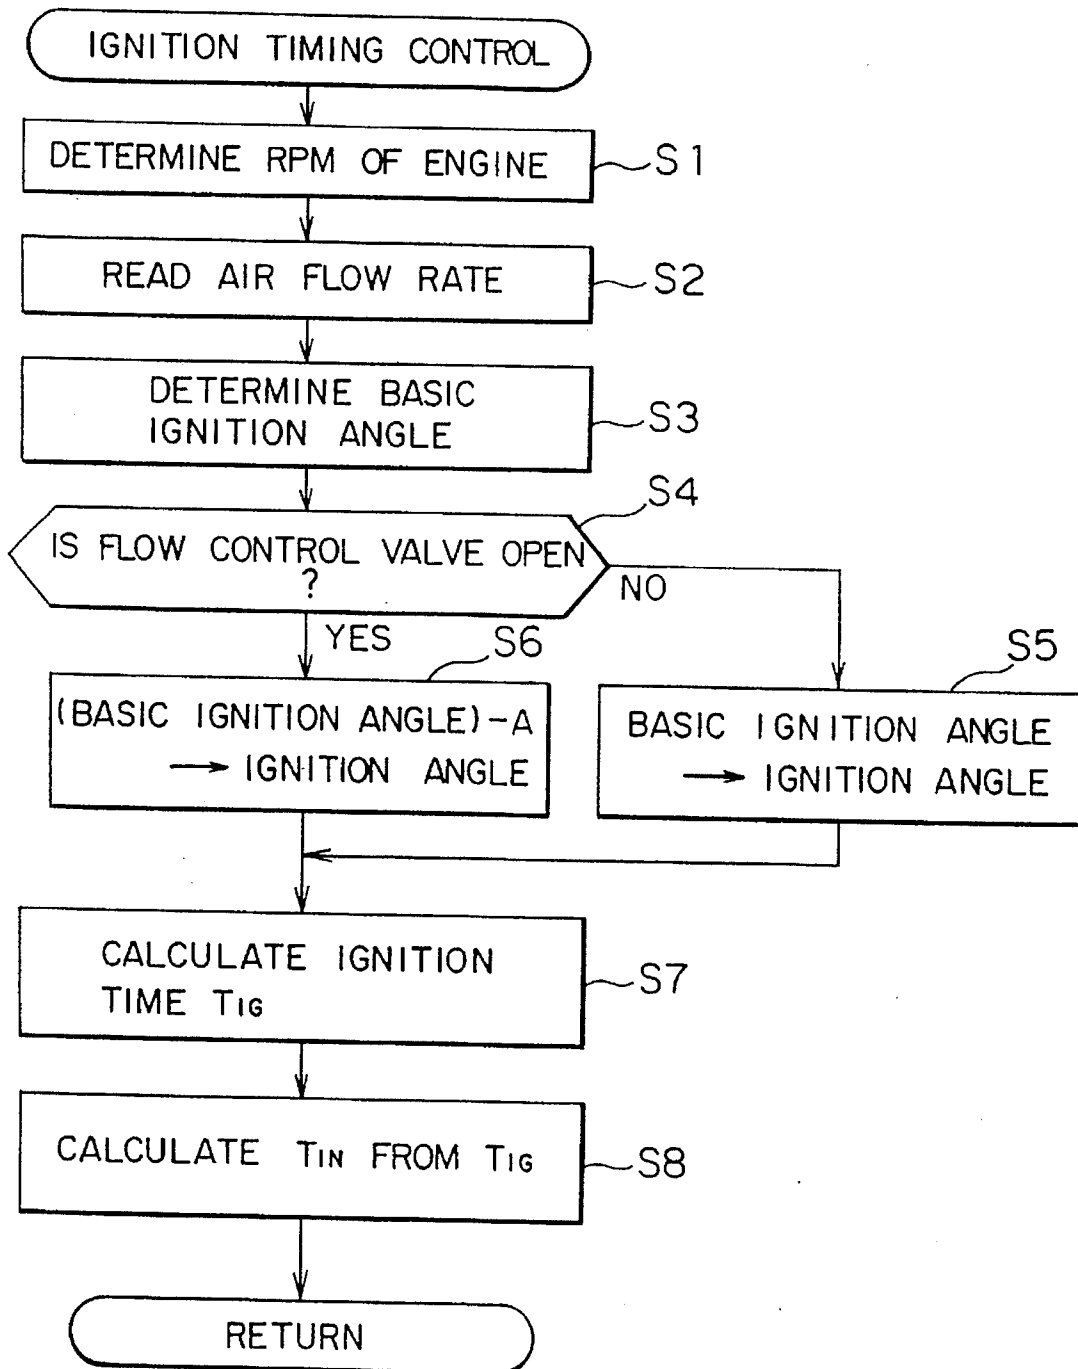 IGNITION TIMING CONTROL
DETERMINE RPM OF ENGINE
S1
READ AIR FLOW RATE
S2
DETERMINE BASIC
IGNITION ANGLE
S3
S4
IS FLOW CONTROL VALVE OPEN
?
NO
YES
S6
S5
(BASIC IGNITION ANGLE)-A
→ IGNITION ANGLE
BASIC IGNITION ANGLE
→ IGNITION ANGLE
CALCULATE IGNITION
TIME TIG
S7
CALCULATE TIN FROM TIG
S8
RETURN